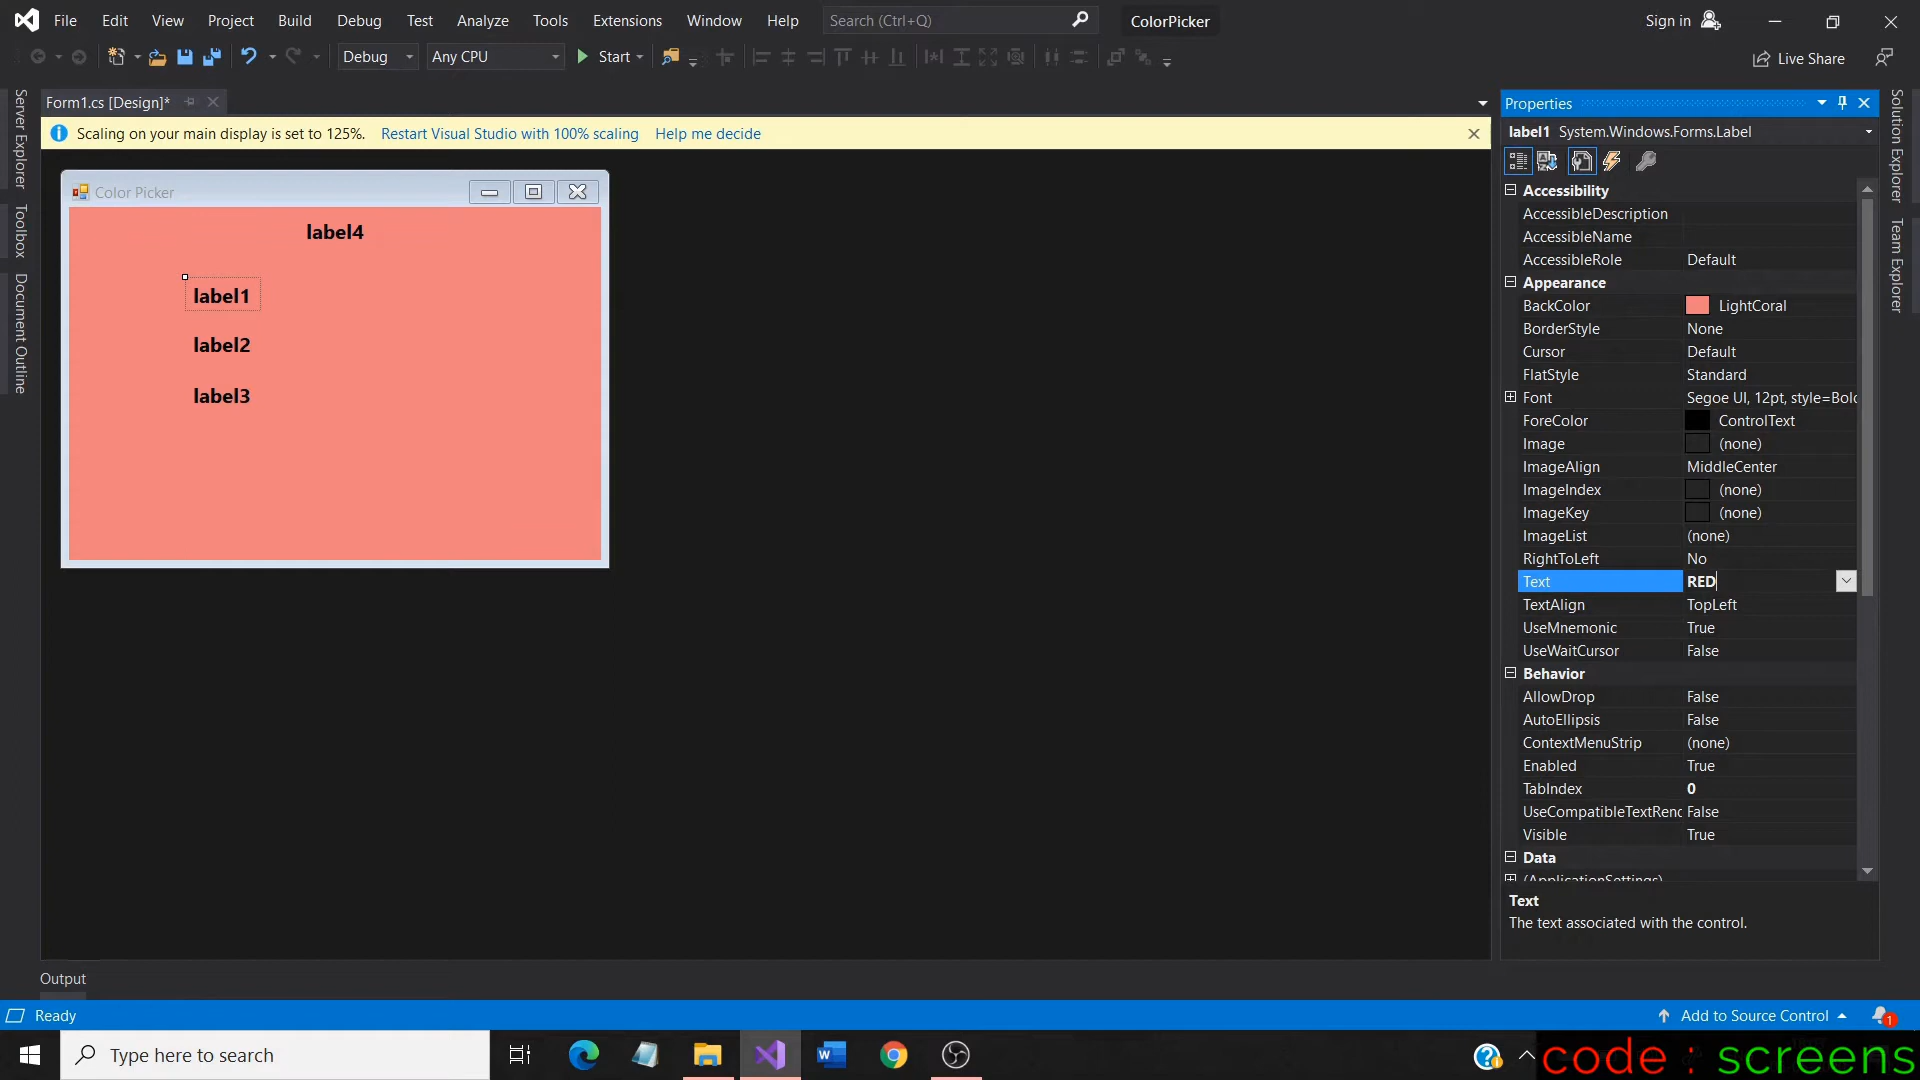 File Edit View Project Build Debug Test Analyze Tools Extensions Window Help Search (Ctrl+Q) ColorPicker Sign in
Debug Any CPU Start Live Share
Form1.cs [Design]*
Scaling on your main display is set to 125%. Restart Visual Studio with 100% scaling Help me decide
Server Explorer
Toolbox
Document Outline
Color Picker
label4
label1
label2
label3
Properties
label1 System.Windows.Forms.Label
Accessibility
AccessibleDescription
AccessibleName
AccessibleRole Default
Appearance
BackColor LightCoral
BorderStyle None
Cursor Default
FlatStyle Standard
Font Segoe UI, 12pt, style=Bold
ForeColor ControlText
Image (none)
ImageAlign MiddleCenter
ImageIndex (none)
ImageKey (none)
ImageList (none)
RightToLeft No
Text RED
TextAlign TopLeft
UseMnemonic True
UseWaitCursor False
Behavior
AllowDrop False
AutoEllipsis False
ContextMenuStrip (none)
Enabled True
TabIndex 0
UseCompatibleTextRend False
Visible True
Data
(ApplicationSettings)
Text
The text associated with the control.
Solution Explorer
Team Explorer
Output
Ready Add to Source Control 1
Type here to search
code : screens